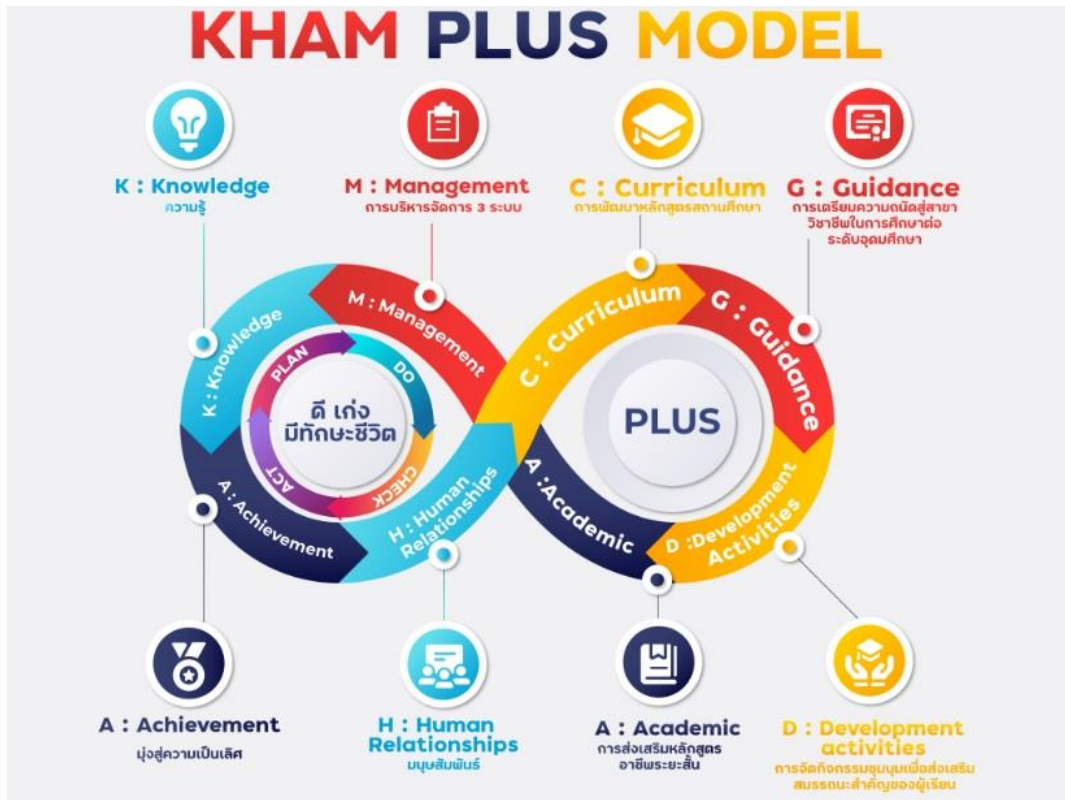 KHAM PLUS MODEL
K : Knowledge
ความรู้
M : Management
การบริหารจัดการ 3 ระบบ
C : Curriculum
การพัฒนาหลักสูตรสถานศึกษา
G : Guidance
การเตรียมความถนัดสู่สาขา
วิชาชีพในการศึกษาต่อ
ระดับอุดมศึกษา
K : Knowledge
M : Management
C : Curriculum
G : Guidance
PLAN
DO
CHECK
ACT
ดี เก่ง
มีทักษะชีวิต
PLUS
A : Achievement
H : Human
Relationships
A :Academic
D :Development
Activities
A : Achievement
มุ่งสู่ความเป็นเลิศ
H : Human
Relationships
มนุษสัมพันธ์
A : Academic
การส่งเสริมหลักสูตร
อาชีพระยะสั้น
D : Development
activities
การจัดกิจกรรมชุมนุมเพื่อส่งเสริม
สมรรถนะสำคัญของผู้เรียน